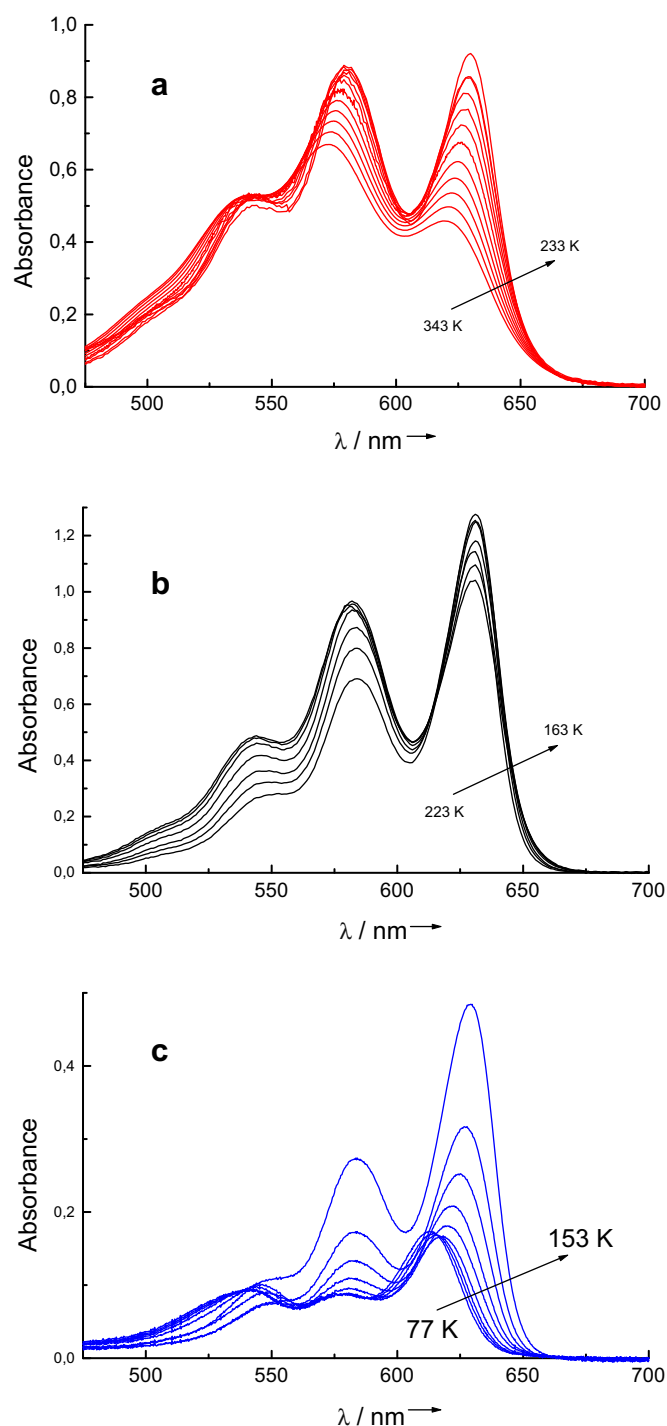 a
1,0
0,8
0,6
0,4
0,2
0,0
Absorbance
233 K
343 K
500 550 600 650 700
λ / nm
b
1,2
1,0
0,8
0,6
0,4
0,2
0,0
Absorbance
163 K
223 K
500 550 600 650 700
λ / nm
c
0,4
0,2
0,0
Absorbance
153 K
77 K
500 550 600 650 700
λ / nm